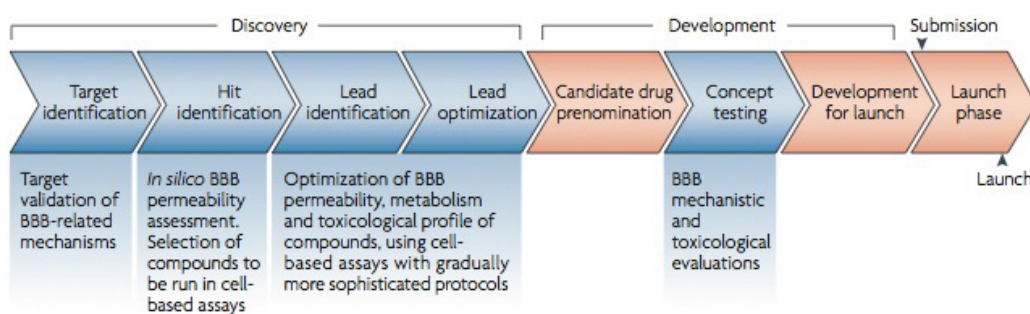 Discovery
Development
Submission
Target
identification
Hit
identification
Lead
identification
Lead
optimization
Candidate drug
prenomination
Concept
testing
Development
for launch
Launch
phase
Launch
Target
validation of
BBB-related
mechanisms
In silico BBB
permeability
assessment.
Selection of
compounds to
be run in cell-
based assays
Optimization of BBB
permeability, metabolism
and toxicological profile of
compounds, using cell-
based assays with gradually
more sophisticated protocols
BBB
mechanistic
and
toxicological
evaluations